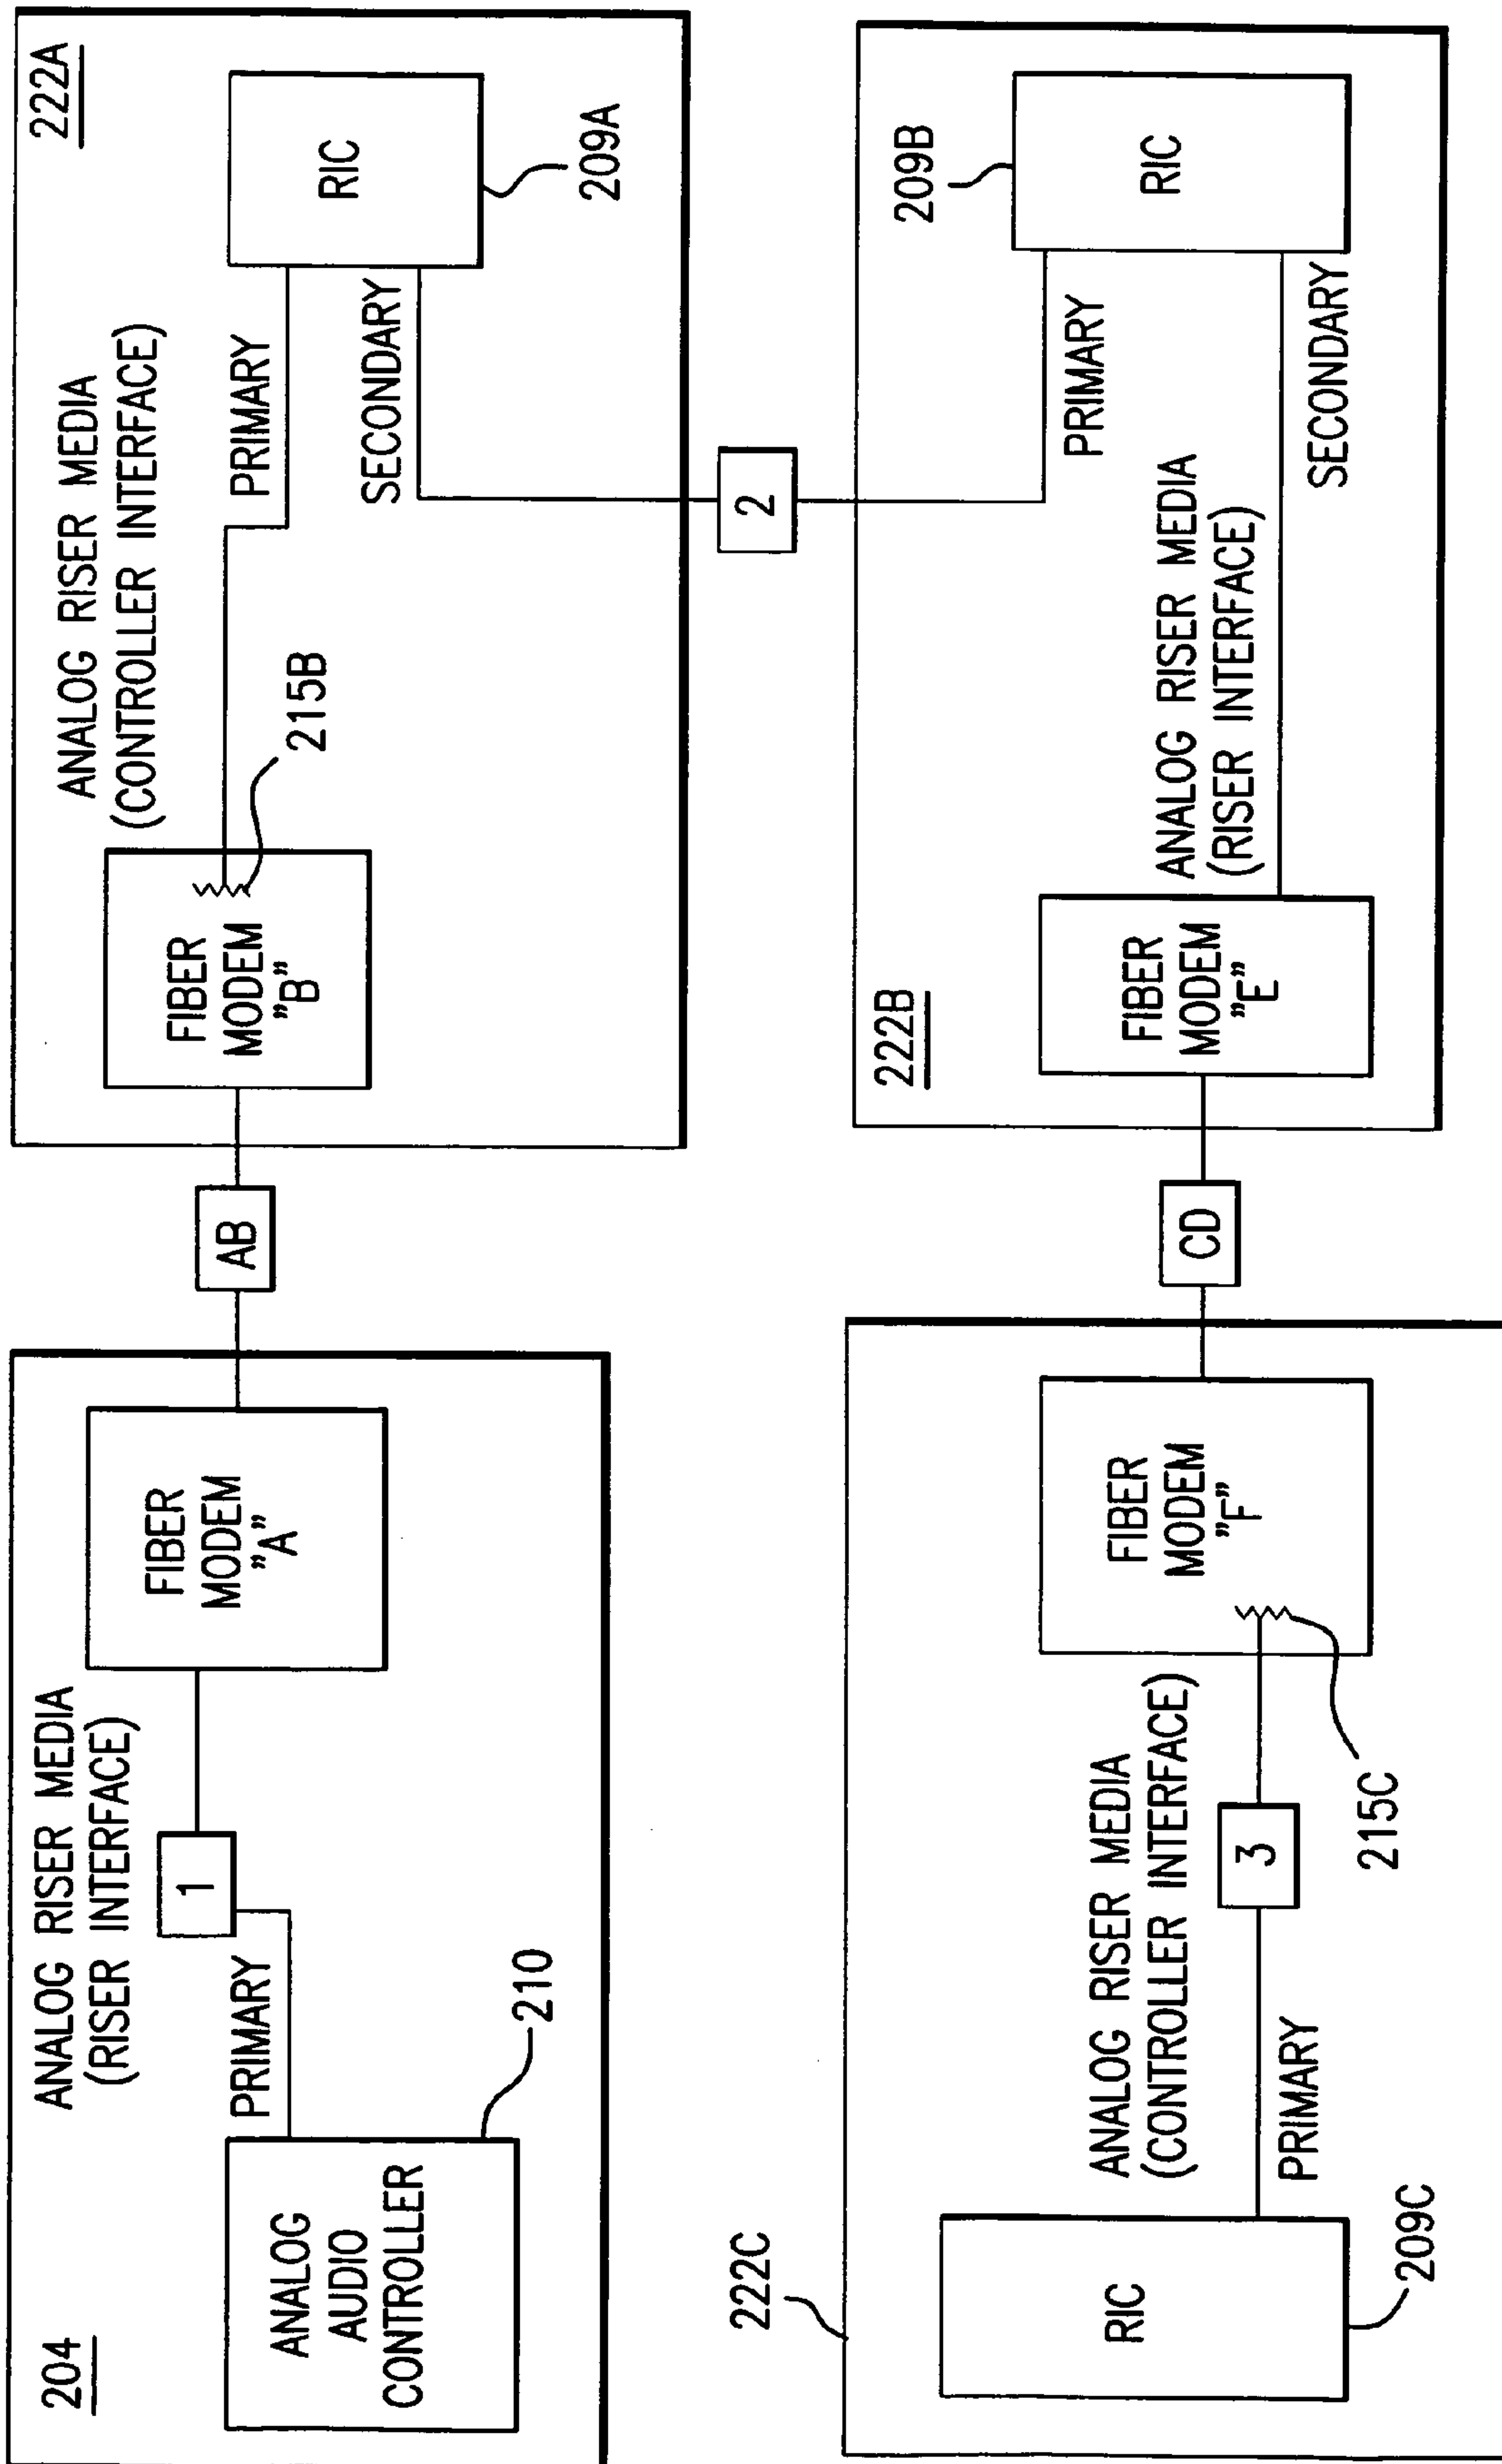 204
ANALOG
AUDIO
CONTROLLER
210
PRIMARY
1
ANALOG RISER MEDIA
(RISER INTERFACE)
FIBER
MODEM
"A"
AB
222A
FIBER
MODEM
"B"
215B
ANALOG RISER MEDIA
(CONTROLLER INTERFACE)
PRIMARY
SECONDARY
RIC
209A
2
222C
RIC
209C
PRIMARY
ANALOG RISER MEDIA
(CONTROLLER INTERFACE)
3
215C
FIBER
MODEM
"F"
CD
222B
FIBER
MODEM
"E"
ANALOG RISER MEDIA
(RISER INTERFACE)
PRIMARY
SECONDARY
209B
RIC